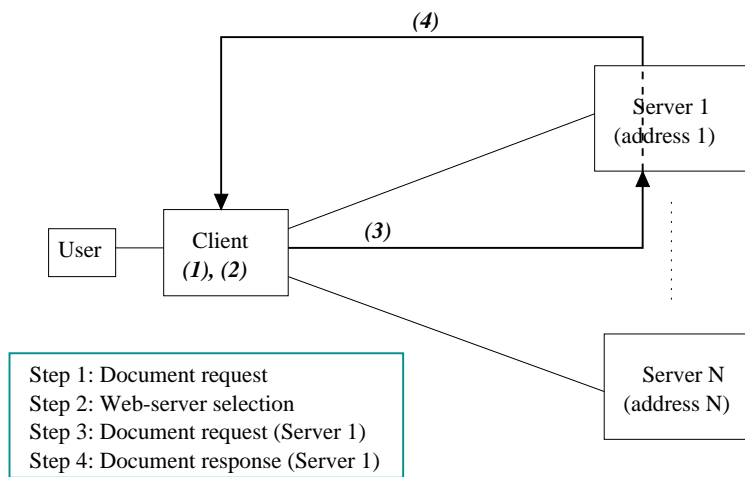 (4)
Server 1
(address 1)
User
Client
(1), (2)
(3)
Server N
(address N)
Step 1: Document request
Step 2: Web-server selection
Step 3: Document request (Server 1)
Step 4: Document response (Server 1)